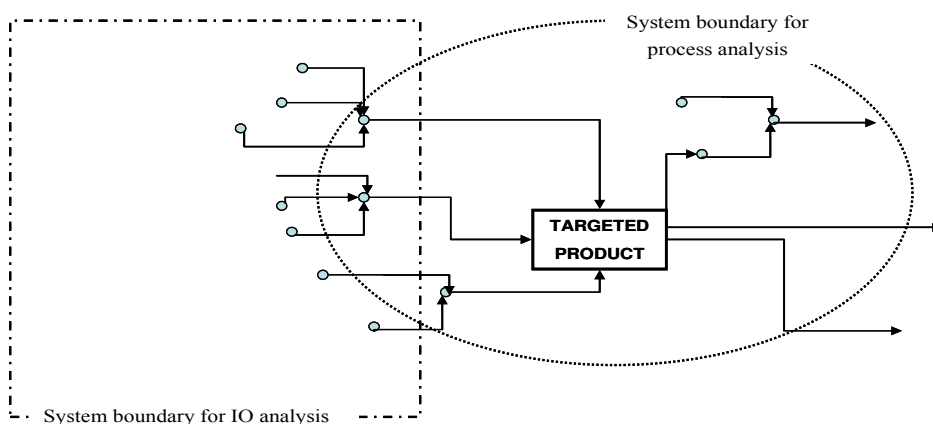 System boundary for
process analysis
TARGETED
PRODUCT
System boundary for IO analysis